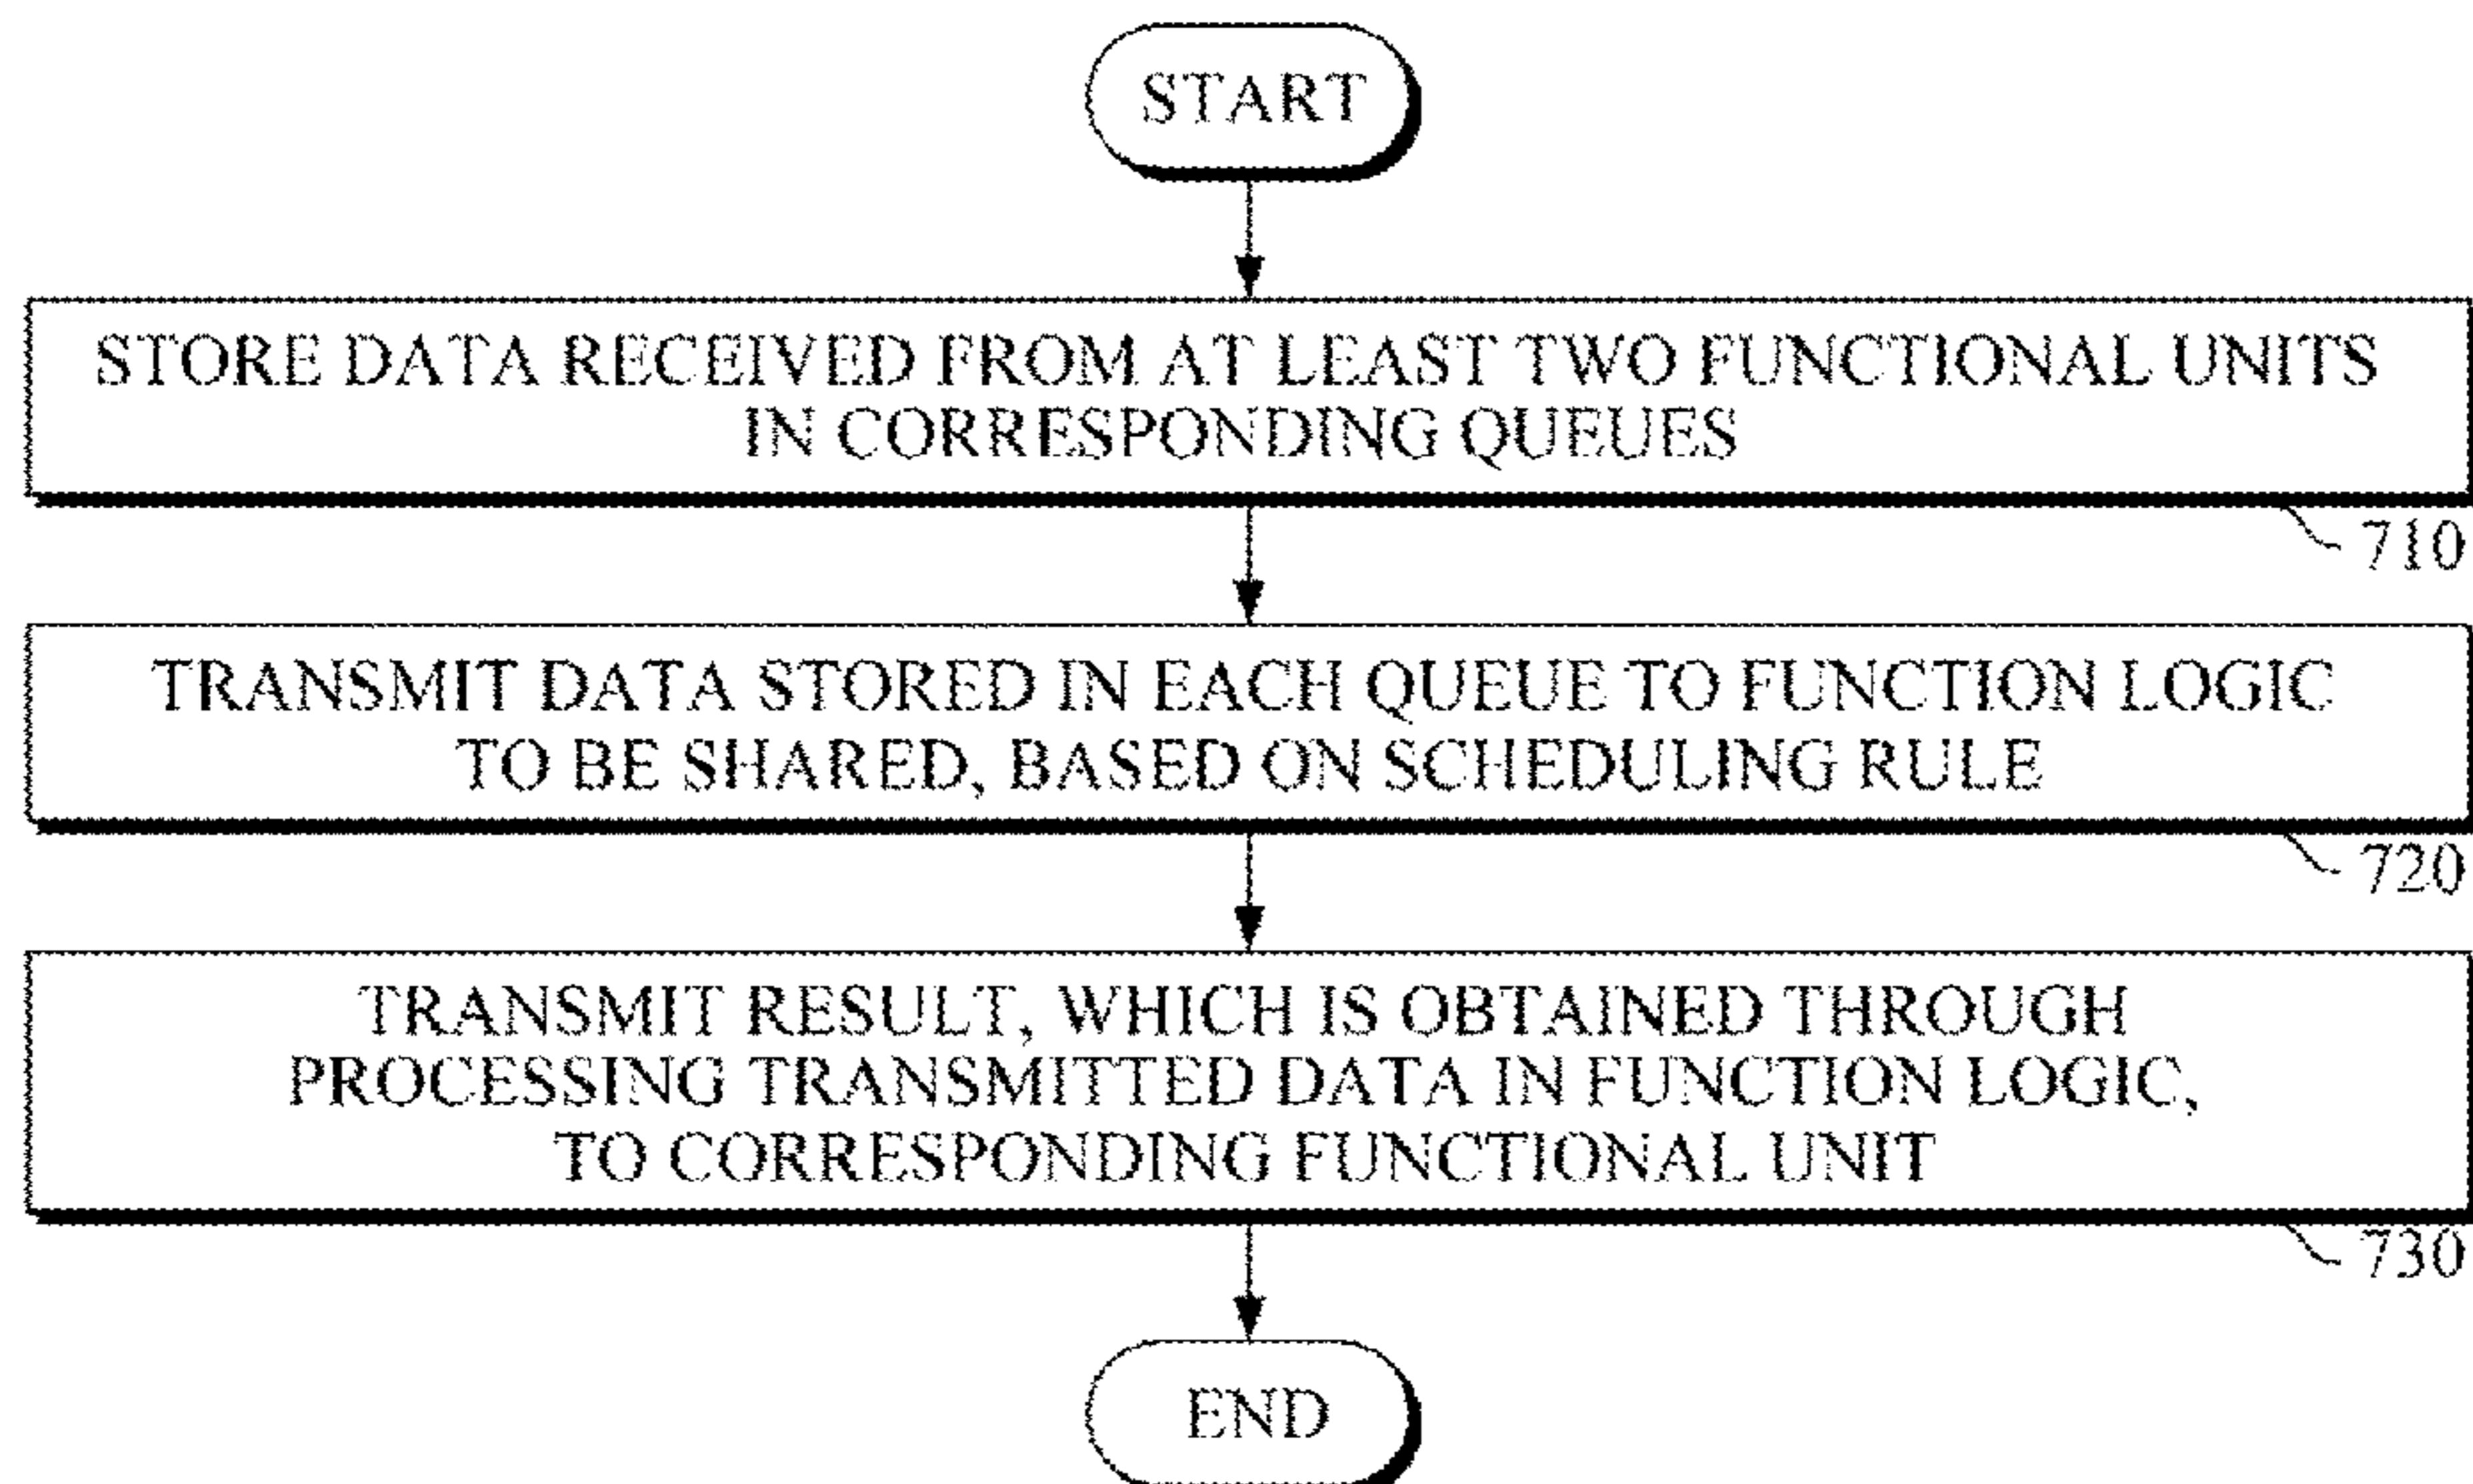 START
STORE DATA RECEIVED FROM AT LEAST TWO FUNCTIONAL UNITS
IN CORRESPONDING QUEUES
710
TRANSMIT DATA STORED IN EACH QUEUE TO FUNCTION LOGIC
TO BE SHARED, BASED ON SCHEDULING RULE
720
TRANSMIT RESULT, WHICH IS OBTAINED THROUGH
PROCESSING TRANSMITTED DATA IN FUNCTION LOGIC,
TO CORRESPONDING FUNCTIONAL UNIT
730
END